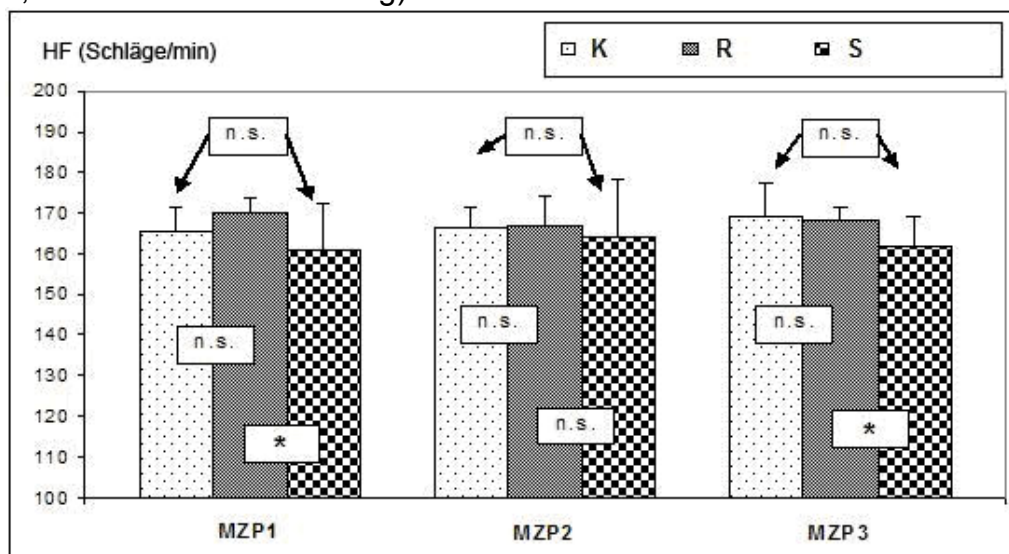 HF (Schläge/min)
K R S
200
190
180
170
160
150
140
130
120
110
100
n.s.
n.s.
n.s.
n.s.
n.s.
n.s.
*
n.s.
*
MZP1 MZP2 MZP3